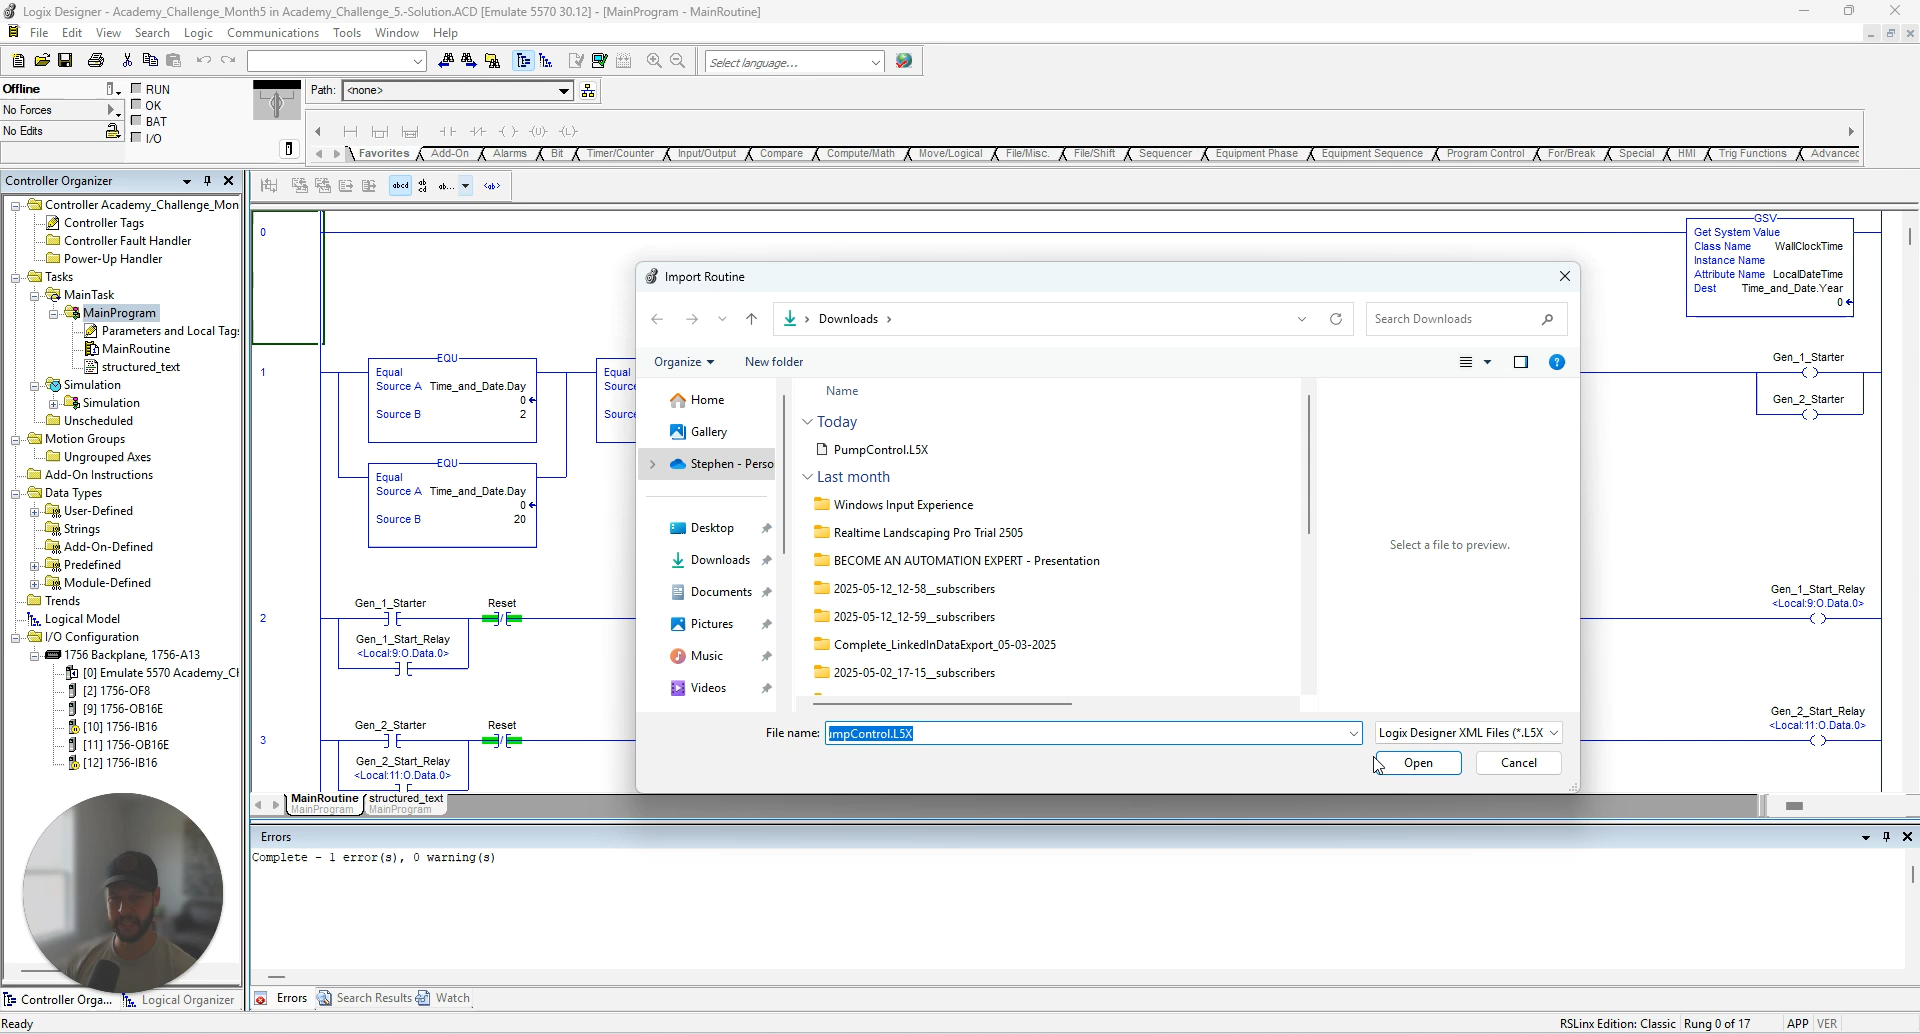 Logix Designer - Academy_Challenge_Month5 in Academy_Challenge_5.-Solution.ACD [Emulate 5570 30.12] - [MainProgram - MainRoutine]
File Edit View Search Logic Communications Tools Window Help
Select language...
Offline
RUN
No Forces
OK
BAT
No Edits
I/O
Path: <none>
Favorites Add-On Alarms Bit Timer/Counter Input/Output Compare Compute/Math Move/Logical File/Misc. File/Shift Sequencer Equipment Phase Equipment Sequence Program Control For/Break Special HMI Trig Functions Advanced
Controller Organizer
Controller Academy_Challenge_Mon
Controller Tags
Controller Fault Handler
Power-Up Handler
Tasks
MainTask
MainProgram
Parameters and Local Tags
MainRoutine
structured_text
Simulation
Simulation
Unscheduled
Motion Groups
Ungrouped Axes
Add-On Instructions
Data Types
User-Defined
Strings
Add-On-Defined
Predefined
Module-Defined
Trends
Logical Model
I/O Configuration
1756 Backplane, 1756-A13
[0] Emulate 5570 Academy_Cl
[2] 1756-OF8
[9] 1756-OB16E
[10] 1756-IB16
[11] 1756-OB16E
[12] 1756-IB16
Controller Orga... Logical Organizer
0
GSV
Get System Value
Class Name WallClockTime
Instance Name
Attribute Name LocalDateTime
Dest Time_and_Date.Year
0
1
EQU
Equal
Source A Time_and_Date.Day
0
Source B 2
Equal
Sourc
Sourc
EQU
Equal
Source A Time_and_Date.Day
0
Source B 20
Gen_1_Starter
Gen_2_Starter
2
Gen_1_Starter Reset
Gen_1_Start_Relay
<Local:9:O.Data.0>
Gen_1_Start_Relay
<Local:9:O.Data.0>
3
Gen_2_Starter Reset
Gen_2_Start_Relay
<Local:11:O.Data.0>
Gen_2_Start_Relay
<Local:11:O.Data.0>
Import Routine
Downloads
Search Downloads
Organize New folder
Home
Gallery
Stephen - Perso
Desktop
Downloads
Documents
Pictures
Music
Videos
Name
Today
PumpControl.L5X
Last month
Windows Input Experience
Realtime Landscaping Pro Trial 2505
BECOME AN AUTOMATION EXPERT - Presentation
2025-05-12_12-58__subscribers
2025-05-12_12-59__subscribers
Complete_LinkedInDataExport_05-03-2025
2025-05-02_17-15__subscribers
Select a file to preview.
File name: umpControl.L5X
Logix Designer XML Files (*.L5X
Open Cancel
MainRoutine
MainProgram
structured_text
MainProgram
Errors
Complete - 1 error(s), 0 warning(s)
Errors Search Results Watch
Ready
RSLinx Edition: Classic Rung 0 of 17 APP VER